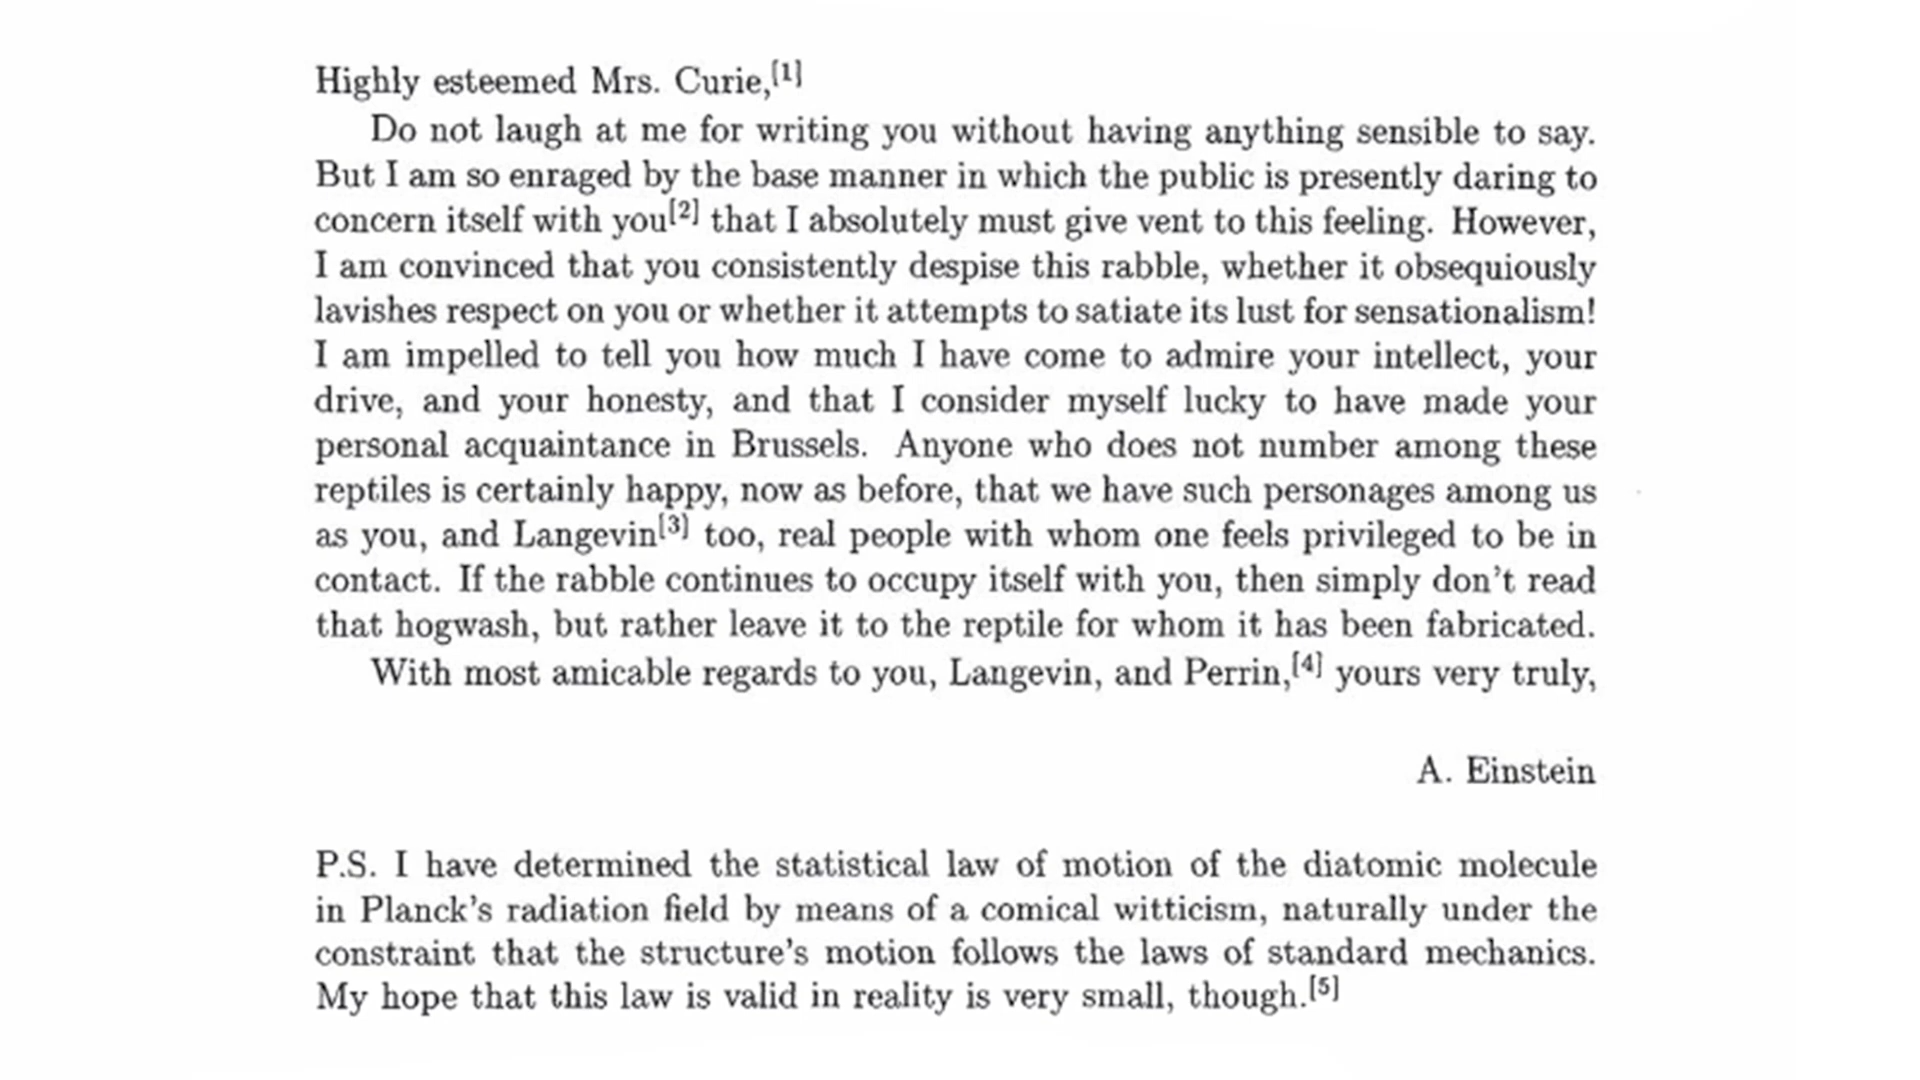 Highly esteemed Mrs. Curie,[1]
Do not laugh at me for writing you without having anything sensible to say.
But I am so enraged by the base manner in which the public is presently daring to
concern itself with you[2] that I absolutely must give vent to this feeling. However,
I am convinced that you consistently despise this rabble, whether it obsequiously
lavishes respect on you or whether it attempts to satiate its lust for sensationalism!
I am impelled to tell you how much I have come to admire your intellect, your
drive, and your honesty, and that I consider myself lucky to have made your
personal acquaintance in Brussels. Anyone who does not number among these
reptiles is certainly happy, now as before, that we have such personages among us
as you, and Langevin[3] too, real people with whom one feels privileged to be in
contact. If the rabble continues to occupy itself with you, then simply don't read
that hogwash, but rather leave it to the reptile for whom it has been fabricated.
With most amicable regards to you, Langevin, and Perrin,[4] yours very truly,
A. Einstein
P.S. I have determined the statistical law of motion of the diatomic molecule
in Planck's radiation field by means of a comical witticism, naturally under the
constraint that the structure's motion follows the laws of standard mechanics.
My hope that this law is valid in reality is very small, though.[5]